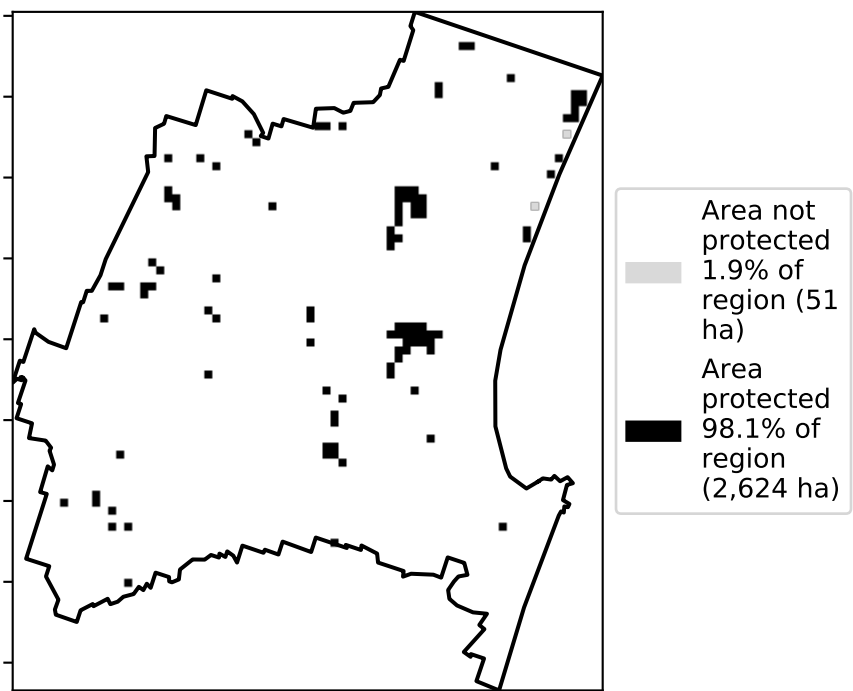 Area not
protected
1.9% of
region (51
ha)
Area
protected
98.1% of
region
(2,624 ha)